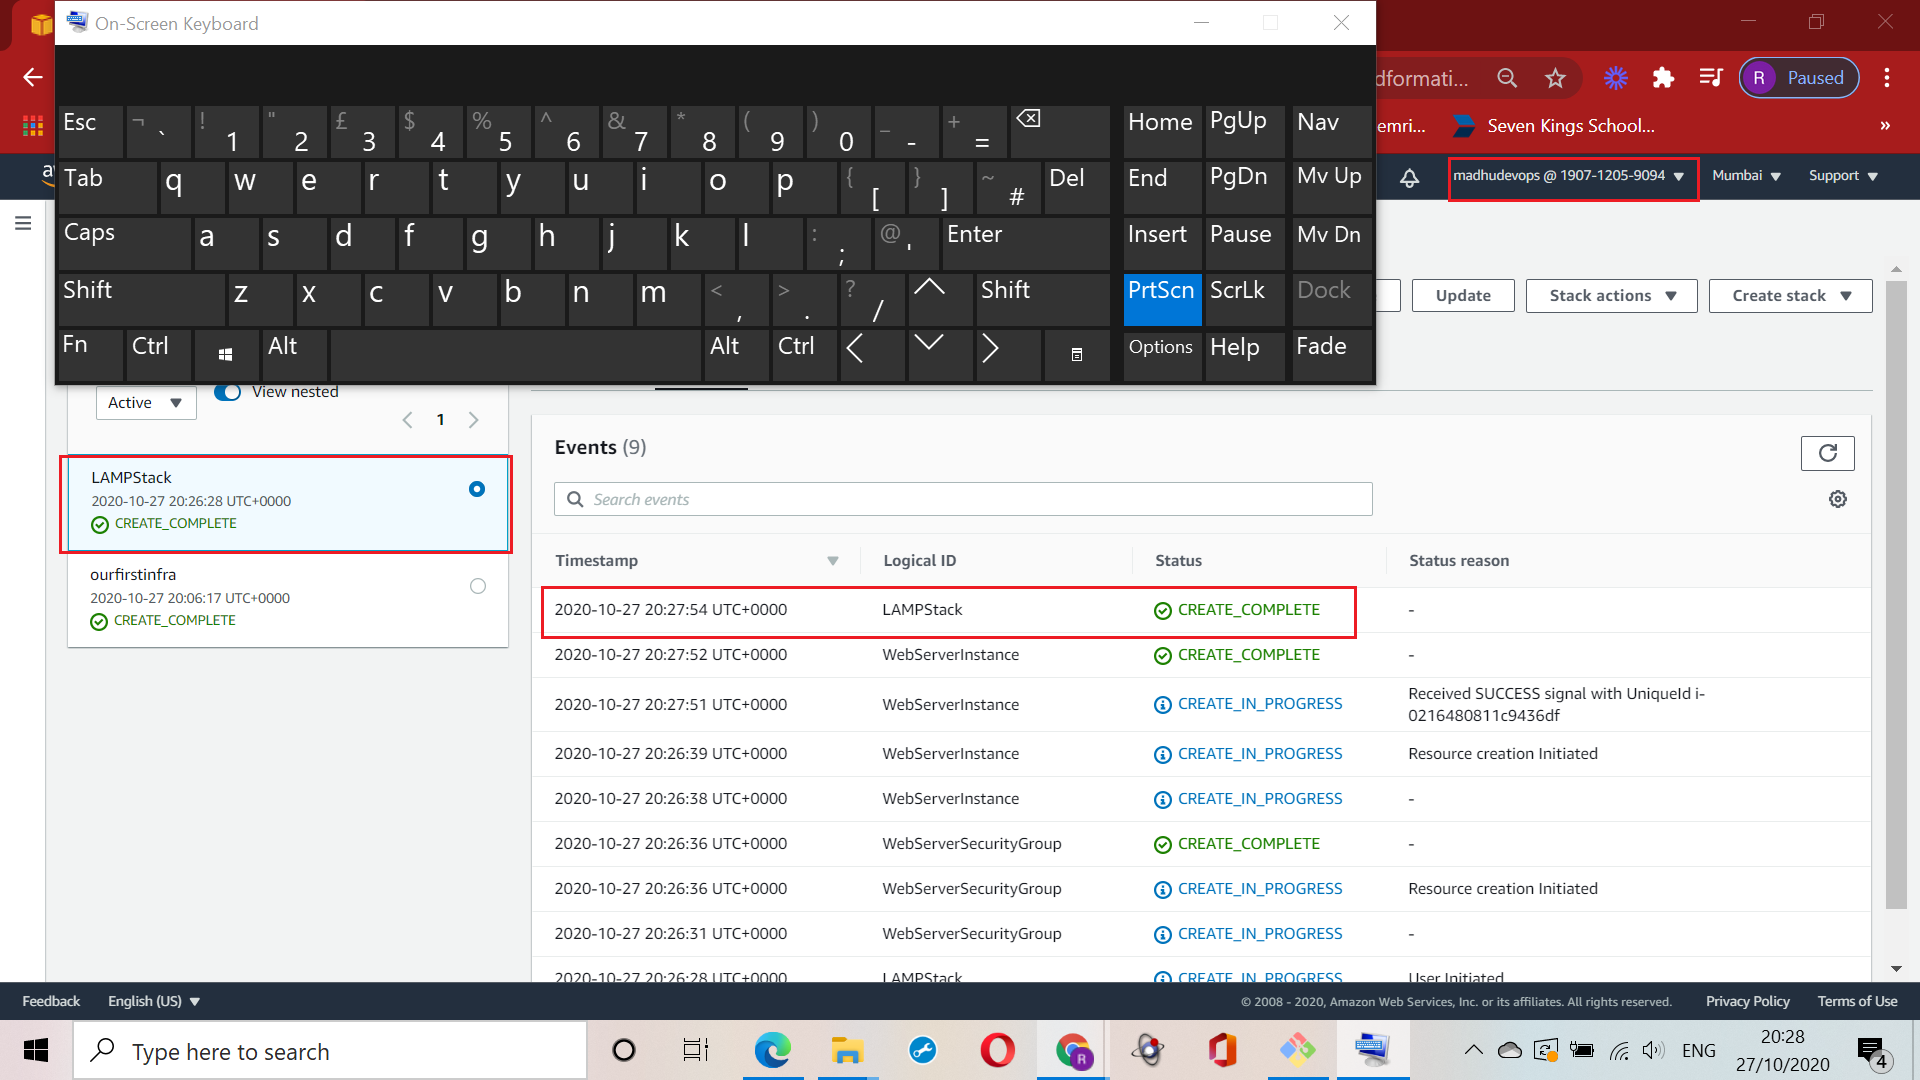 On-Screen Keyboard
dformati...
R Paused
emri...
Seven Kings School...
»
Esc ¬ ` ! 1 " 2 £ 3 $ 4 % 5 ^ 6 & 7 * 8 ( 9 ) 0 _ - + = Home PgUp Nav
Tab q w e r t y u i o p { [ } ] ~ # Del End PgDn Mv Up
Caps a s d f g h j k l : ; @ ' Enter Insert Pause Mv Dn
Shift z x c v b n m < , > . ? / Shift PrtScn ScrLk Dock
Fn Ctrl Alt Alt Ctrl Options Help Fade
madhudevops @ 1907-1205-9094
Mumbai
Support
Update
Stack actions
Create stack
Active
View nested
1
LAMPStack
2020-10-27 20:26:28 UTC+0000
CREATE_COMPLETE
ourfirstinfra
2020-10-27 20:06:17 UTC+0000
CREATE_COMPLETE
Events (9)
Search events
Timestamp Logical ID Status Status reason
2020-10-27 20:27:54 UTC+0000 LAMPStack CREATE_COMPLETE -
2020-10-27 20:27:52 UTC+0000 WebServerInstance CREATE_COMPLETE -
2020-10-27 20:27:51 UTC+0000 WebServerInstance CREATE_IN_PROGRESS Received SUCCESS signal with UniqueId i-
0216480811c9436df
2020-10-27 20:26:39 UTC+0000 WebServerInstance CREATE_IN_PROGRESS Resource creation Initiated
2020-10-27 20:26:38 UTC+0000 WebServerInstance CREATE_IN_PROGRESS -
2020-10-27 20:26:36 UTC+0000 WebServerSecurityGroup CREATE_COMPLETE -
2020-10-27 20:26:36 UTC+0000 WebServerSecurityGroup CREATE_IN_PROGRESS Resource creation Initiated
2020-10-27 20:26:31 UTC+0000 WebServerSecurityGroup CREATE_IN_PROGRESS -
2020-10-27 20:26:28 UTC+0000 LAMPStack CREATE_IN_PROGRESS User Initiated
Feedback English (US) © 2008 - 2020, Amazon Web Services, Inc. or its affiliates. All rights reserved. Privacy Policy Terms of Use
Type here to search
R
ENG
20:28
27/10/2020
4